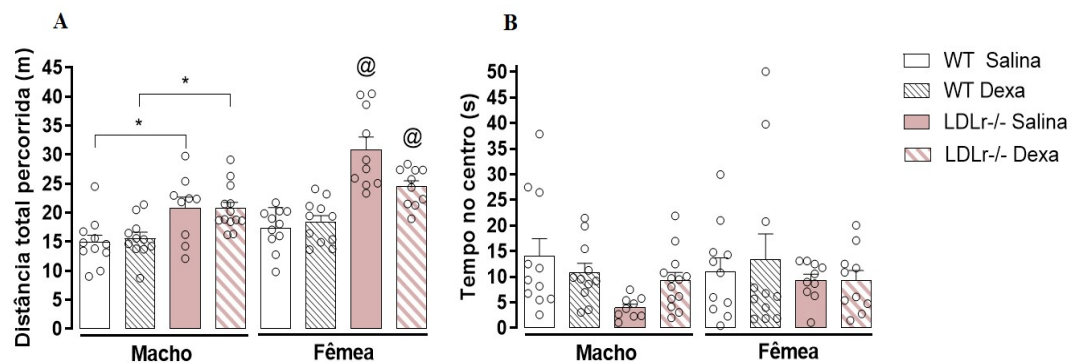 A
Distância total percorrida (m)
45
40
35
30
25
20
15
10
5
0
*
*
@
@
Macho
Fêmea
B
Tempo no centro (s)
50
45
40
35
30
25
20
15
10
5
0
Macho
Fêmea
WT Salina
WT Dexa
LDLr-/- Salina
LDLr-/- Dexa